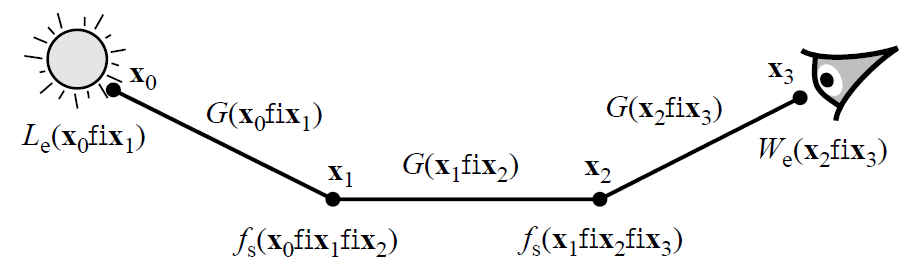 x₀
x₃
G(x₀fix₁)
G(x₂fix₃)
Lₑ(x₀fix₁)
Wₑ(x₂fix₃)
x₁
G(x₁fix₂)
x₂
fₛ(x₀fix₁fix₂)
fₛ(x₁fix₂fix₃)